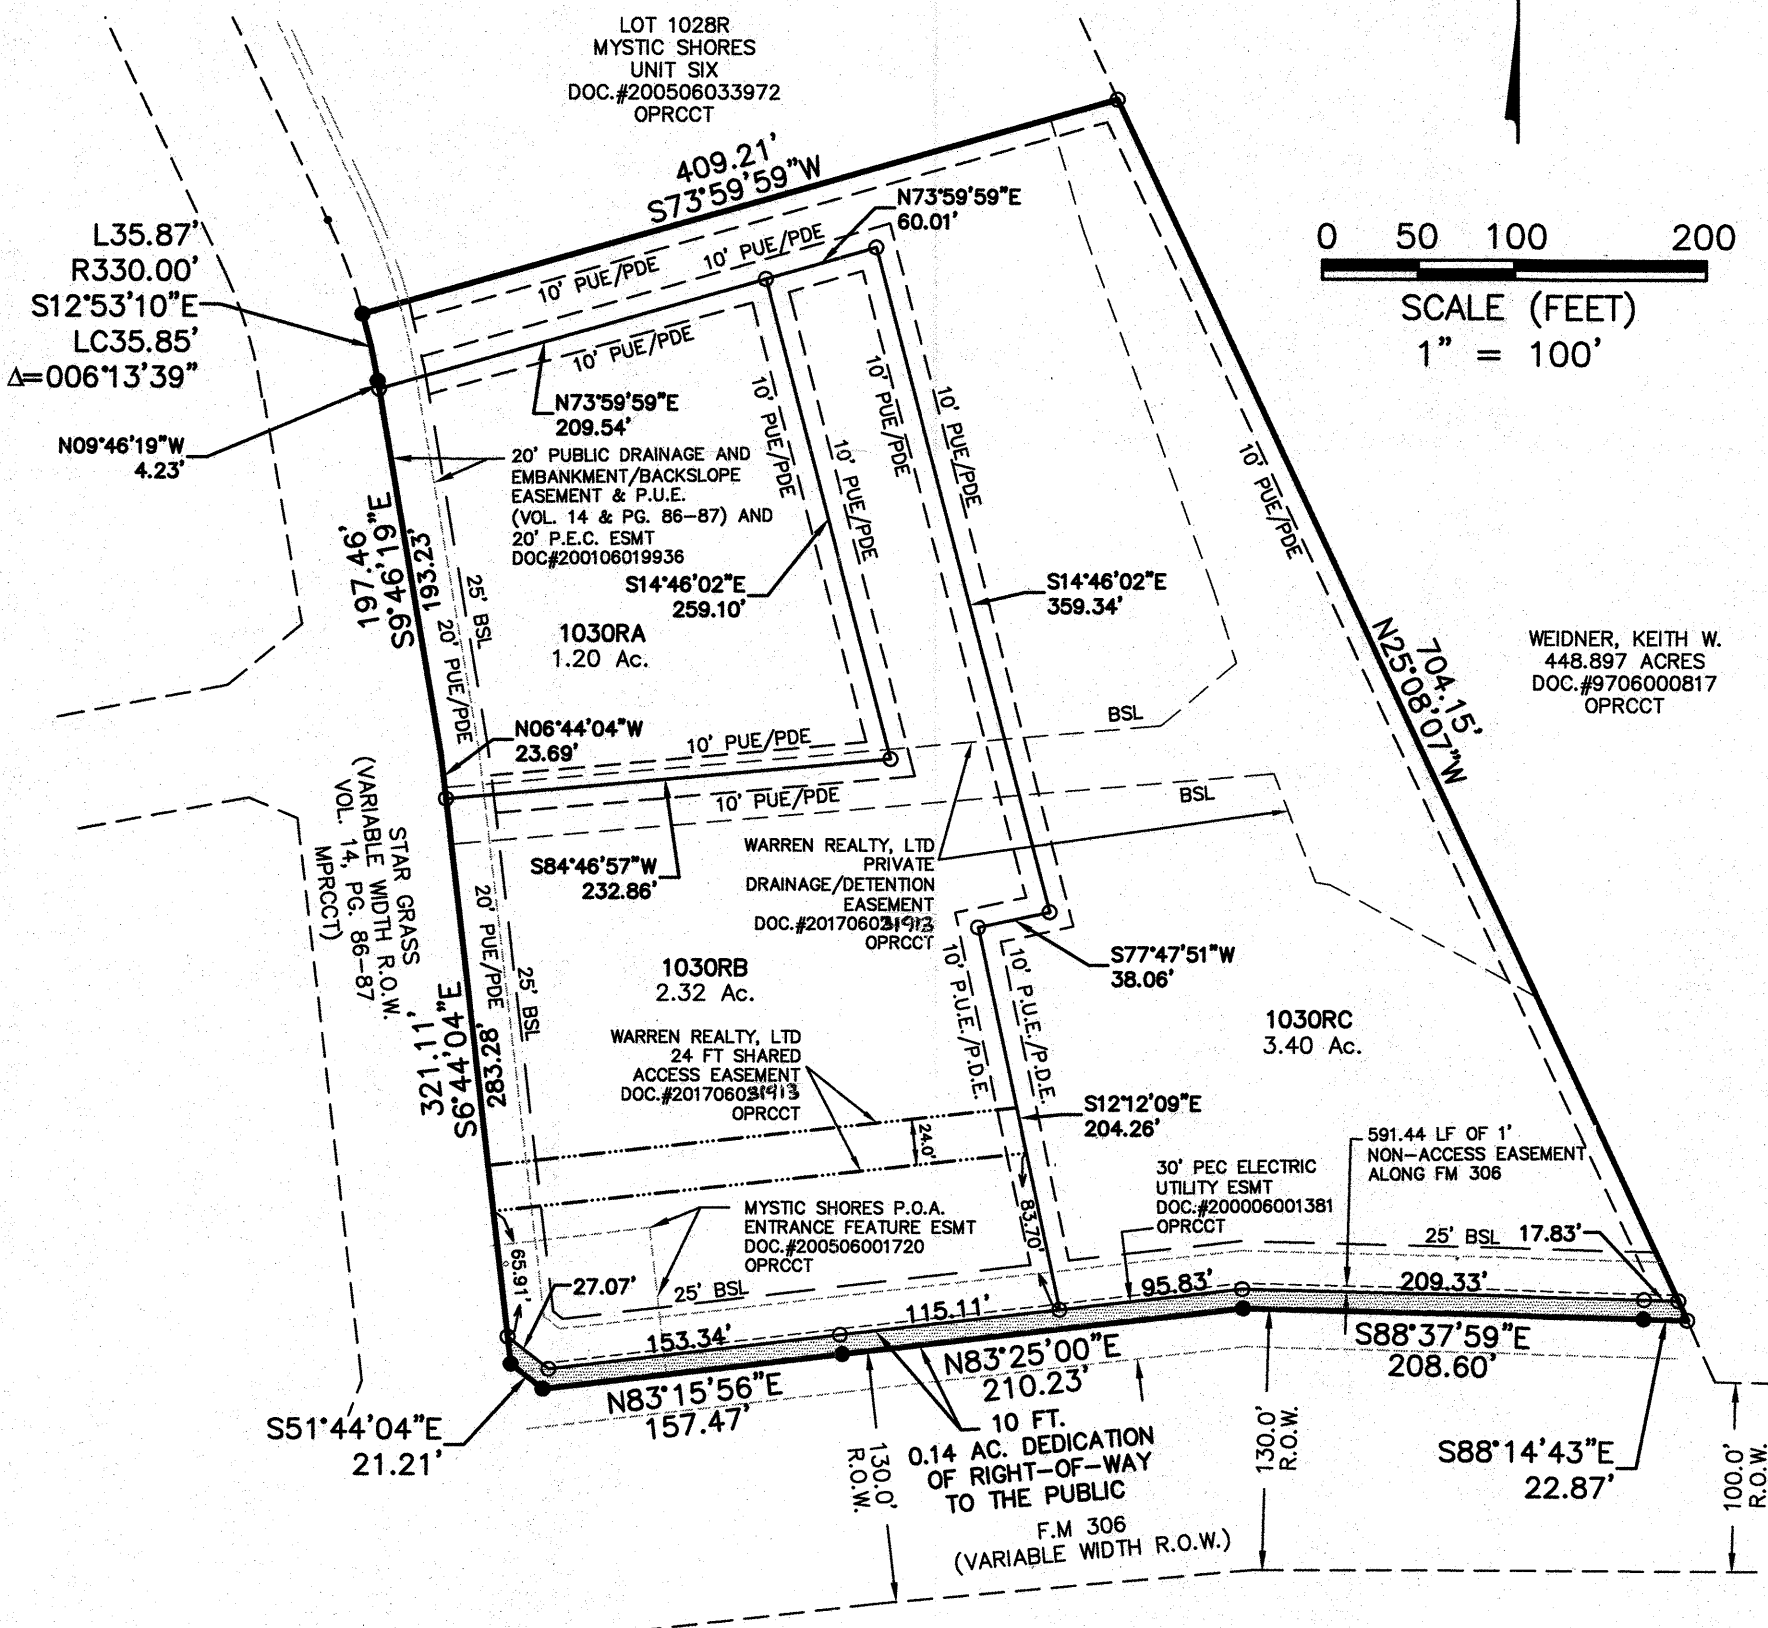 LOT 1028R
MYSTIC SHORES
UNIT SIX
DOC.#200506033972
OPRCCT
409.21'
S73°59'59"W
N73°59'59"E
60.01'
L35.87'
R330.00'
S12°53'10"E
LC35.85'
Δ=006°13'39"
0 50 100 200
SCALE (FEET)
1" = 100'
10' PUE/PDE
10' PUE/PDE
10' PUE/PDE
N73°59'59"E
209.54'
N09°46'19"W
4.23'
20' PUBLIC DRAINAGE AND
EMBANKMENT/BACKSLOPE
EASEMENT & P.U.E.
(VOL. 14 & PG. 86-87) AND
20' P.E.C. ESMT
DOC#200106019936
10' PUE/PDE
10' PUE/PDE
10' PUE/PDE
10' PUE/PDE
10' PUE/PDE
S14°46'02"E
259.10'
S14°46'02"E
359.34'
197.46'
S9°46'19"E
193.23'
25' BSL
20' PUE/PDE
1030RA
1.20 Ac.
704.15'
N25°08'07"W
WEIDNER, KEITH W.
448.897 ACRES
DOC.#9706000817
OPRCCT
N06°44'04"W
23.69'
10' PUE/PDE
BSL
10' PUE/PDE
BSL
STAR GRASS
(VARIABLE WIDTH R.O.W.
VOL. 14, PG. 86-87
MPRCCT)
S84°46'57"W
232.86'
WARREN REALTY, LTD
PRIVATE
DRAINAGE/DETENTION
EASEMENT
OPRCCT
20' PUE/PDE
25' BSL
S77°47'51"W
38.06'
1030RB
2.32 Ac.
10' P.U.E./P.D.E.
10' P.U.E./P.D.E.
1030RC
3.40 Ac.
321.11'
S6°44'04"E
283.28'
WARREN REALTY, LTD
24 FT SHARED
ACCESS EASEMENT
OPRCCT
24.0'
S12°12'09"E
204.26'
591.44 LF OF 1'
NON-ACCESS EASEMENT
ALONG FM 306
30' PEC ELECTRIC
UTILITY ESMT
DOC.#200006001381
OPRCCT
MYSTIC SHORES P.O.A.
ENTRANCE FEATURE ESMT
DOC.#200506001720
OPRCCT
83.70'
65.91'
25' BSL 17.83'
27.07'
25' BSL
95.83'
209.33'
115.11'
153.34'
N83°15'56"E
157.47'
N83°25'00"E
210.23'
S88°37'59"E
208.60'
S51°44'04"E
21.21'
10 FT.
0.14 AC. DEDICATION
OF RIGHT-OF-WAY
TO THE PUBLIC
130.0'
R.O.W.
130.0'
R.O.W.
S88°14'43"E
22.87'
100.0'
R.O.W.
F.M 306
(VARIABLE WIDTH R.O.W.)